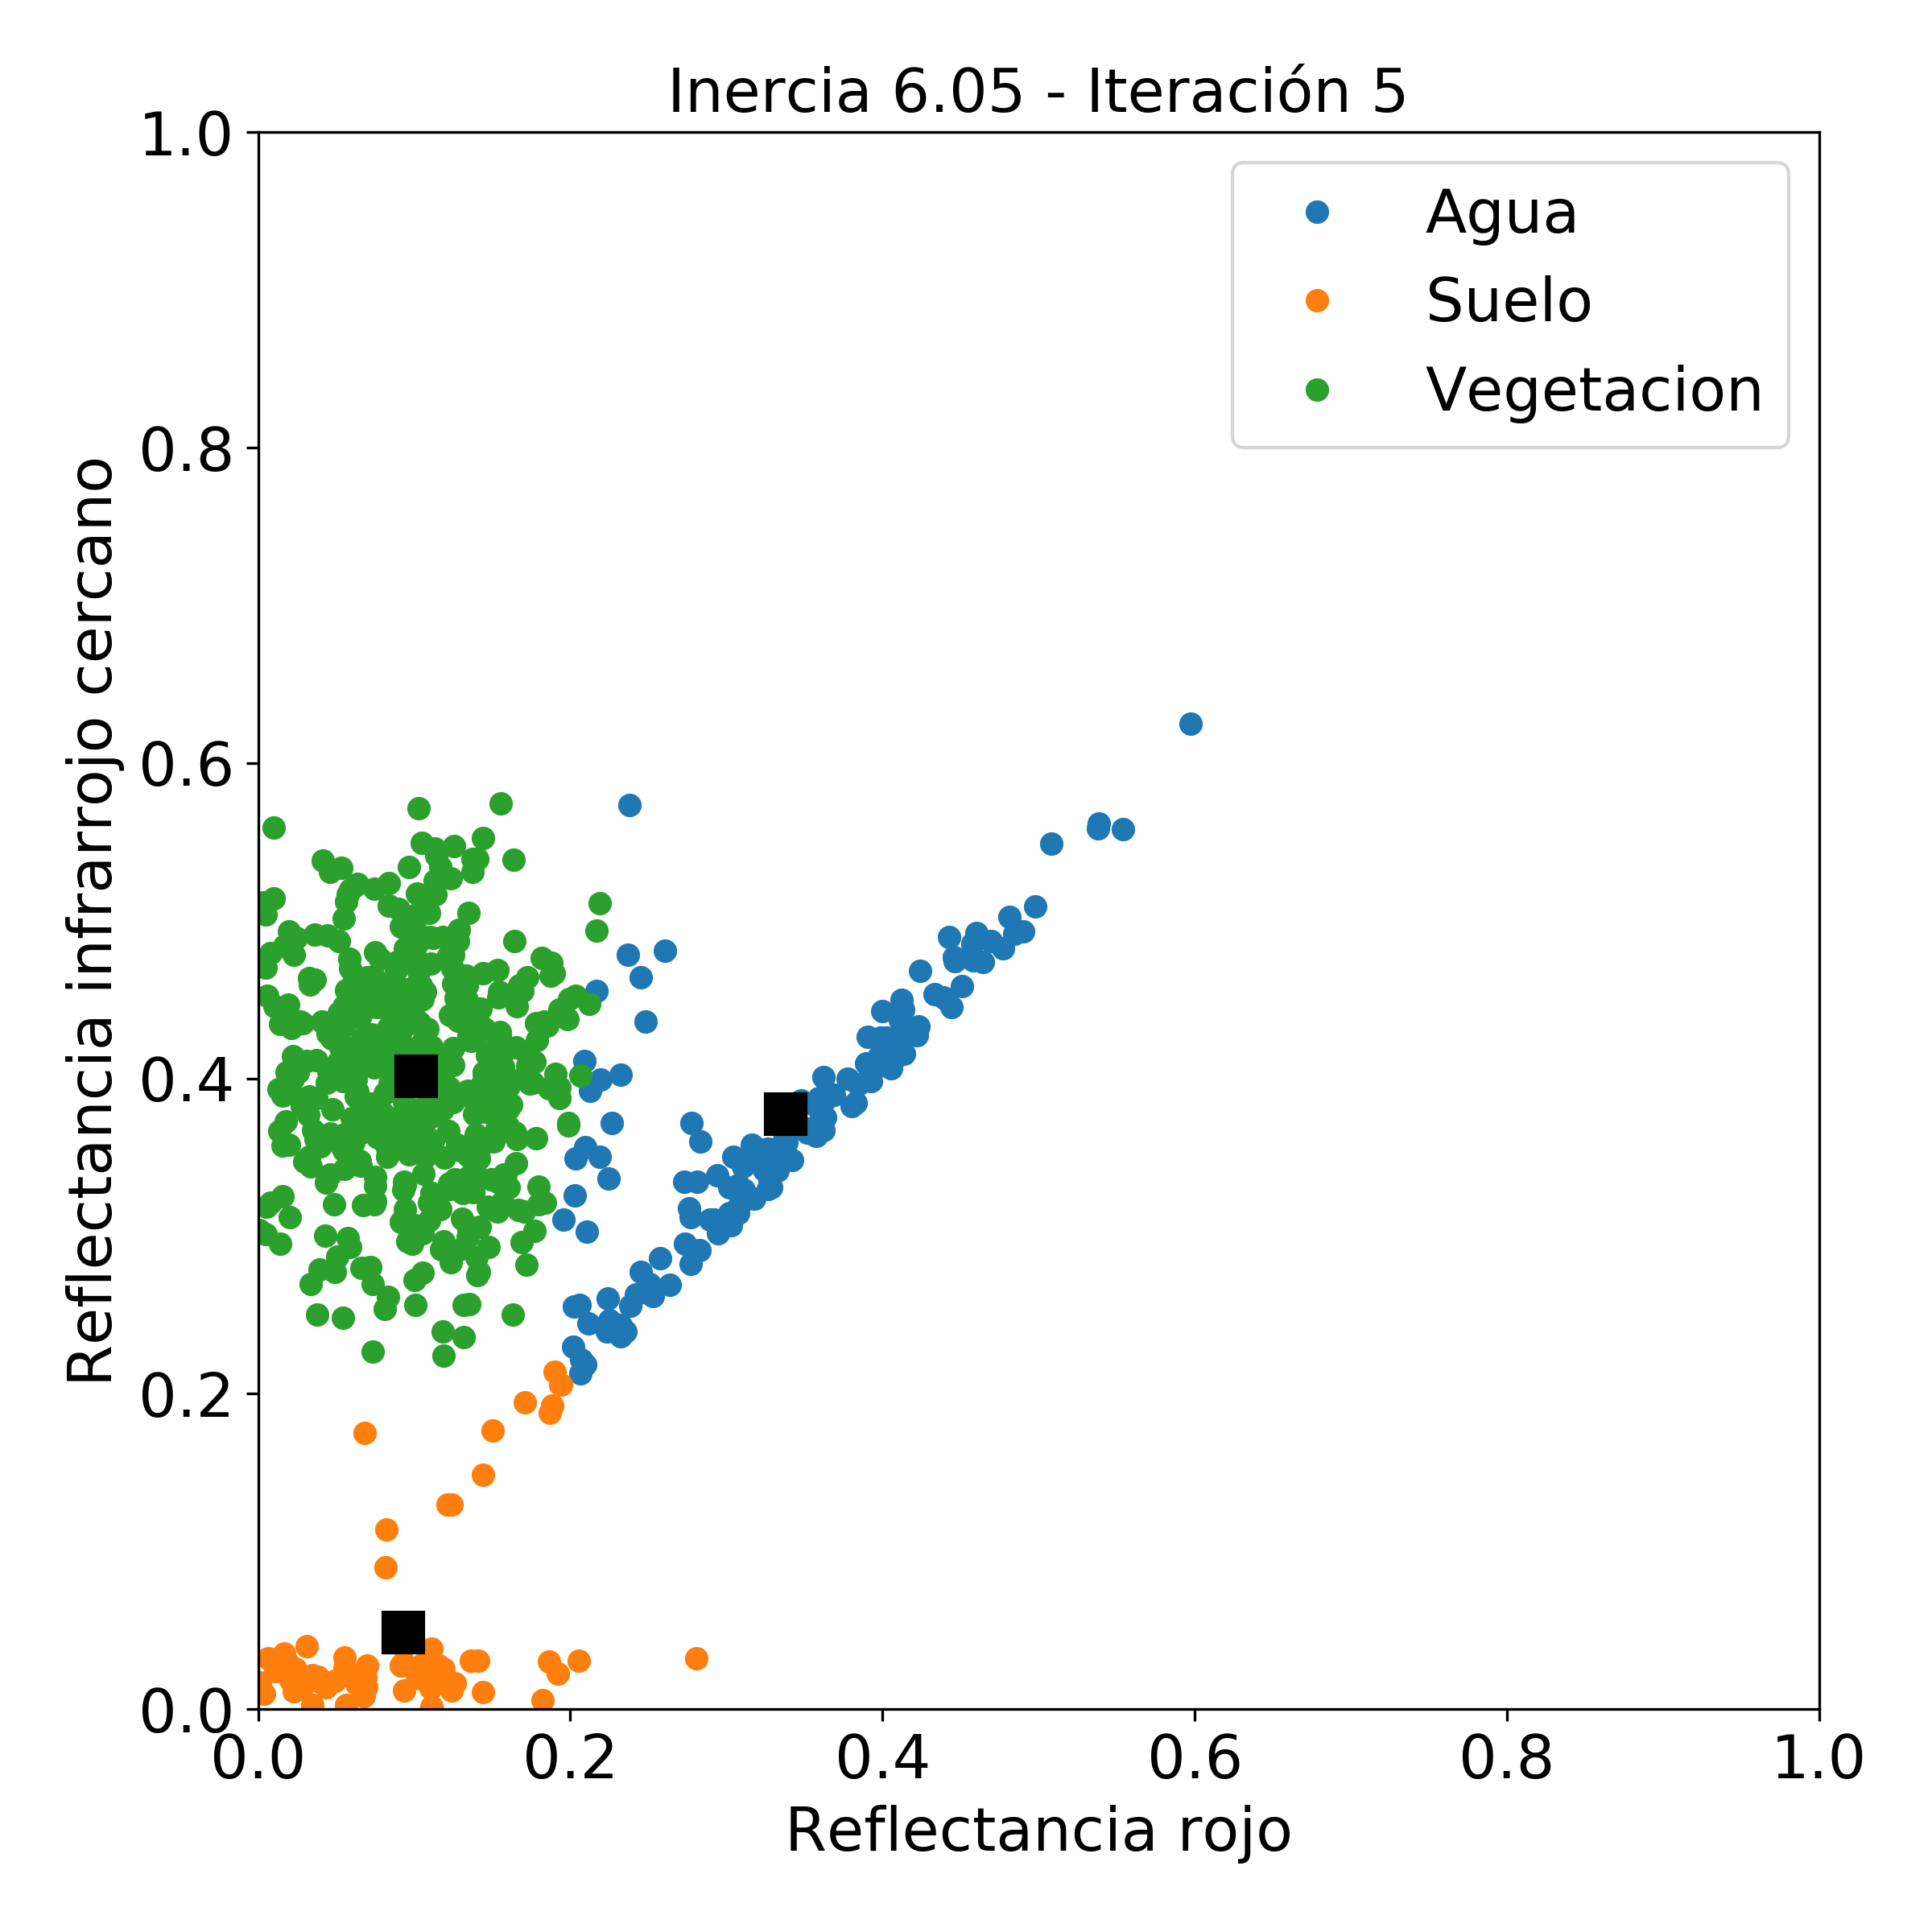 Inercia 6.05 - Iteración 5
Agua
Suelo
Vegetacion
Reflectancia infrarrojo cercano
1.0
0.8
0.6
0.4
0.2
0.0
0.0 0.2 0.4 0.6 0.8 1.0
Reflectancia rojo